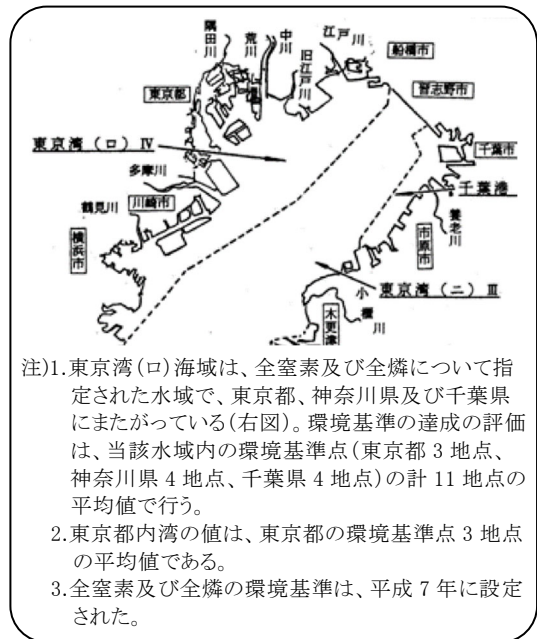 隅田川
荒川
中川
旧江戸川
江戸川
船橋市
習志野市
東京都
東京湾（ロ）Ⅳ
千葉市
多摩川
千葉港
鶴見川
川崎市
養老川
横浜市
市原市
東京湾（ニ）Ⅲ
小櫃川
木更津
注)1.東京湾(ロ)海域は、全窒素及び全燐について指
定された水域で、東京都、神奈川県及び千葉県
にまたがっている(右図)。環境基準の達成の評価
は、当該水域内の環境基準点(東京都 3 地点、
神奈川県 4 地点、千葉県 4 地点)の計 11 地点の
平均値で行う。
2.東京都内湾の値は、東京都の環境基準点 3 地点
の平均値である。
3.全窒素及び全燐の環境基準は、平成 7 年に設定
された。